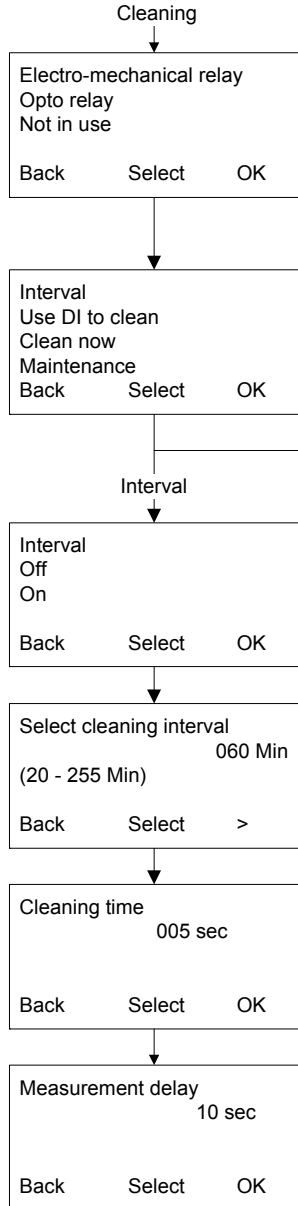 Cleaning
Electro-mechanical relay
Opto relay
Not in use
Back Select OK
Interval
Use DI to clean
Clean now
Maintenance
Back Select OK
Interval
Interval
Off
On
Back Select OK
Select cleaning interval
060 Min
(20 - 255 Min)
Back Select >
Cleaning time
005 sec
Back Select OK
Measurement delay
10 sec
Back Select OK